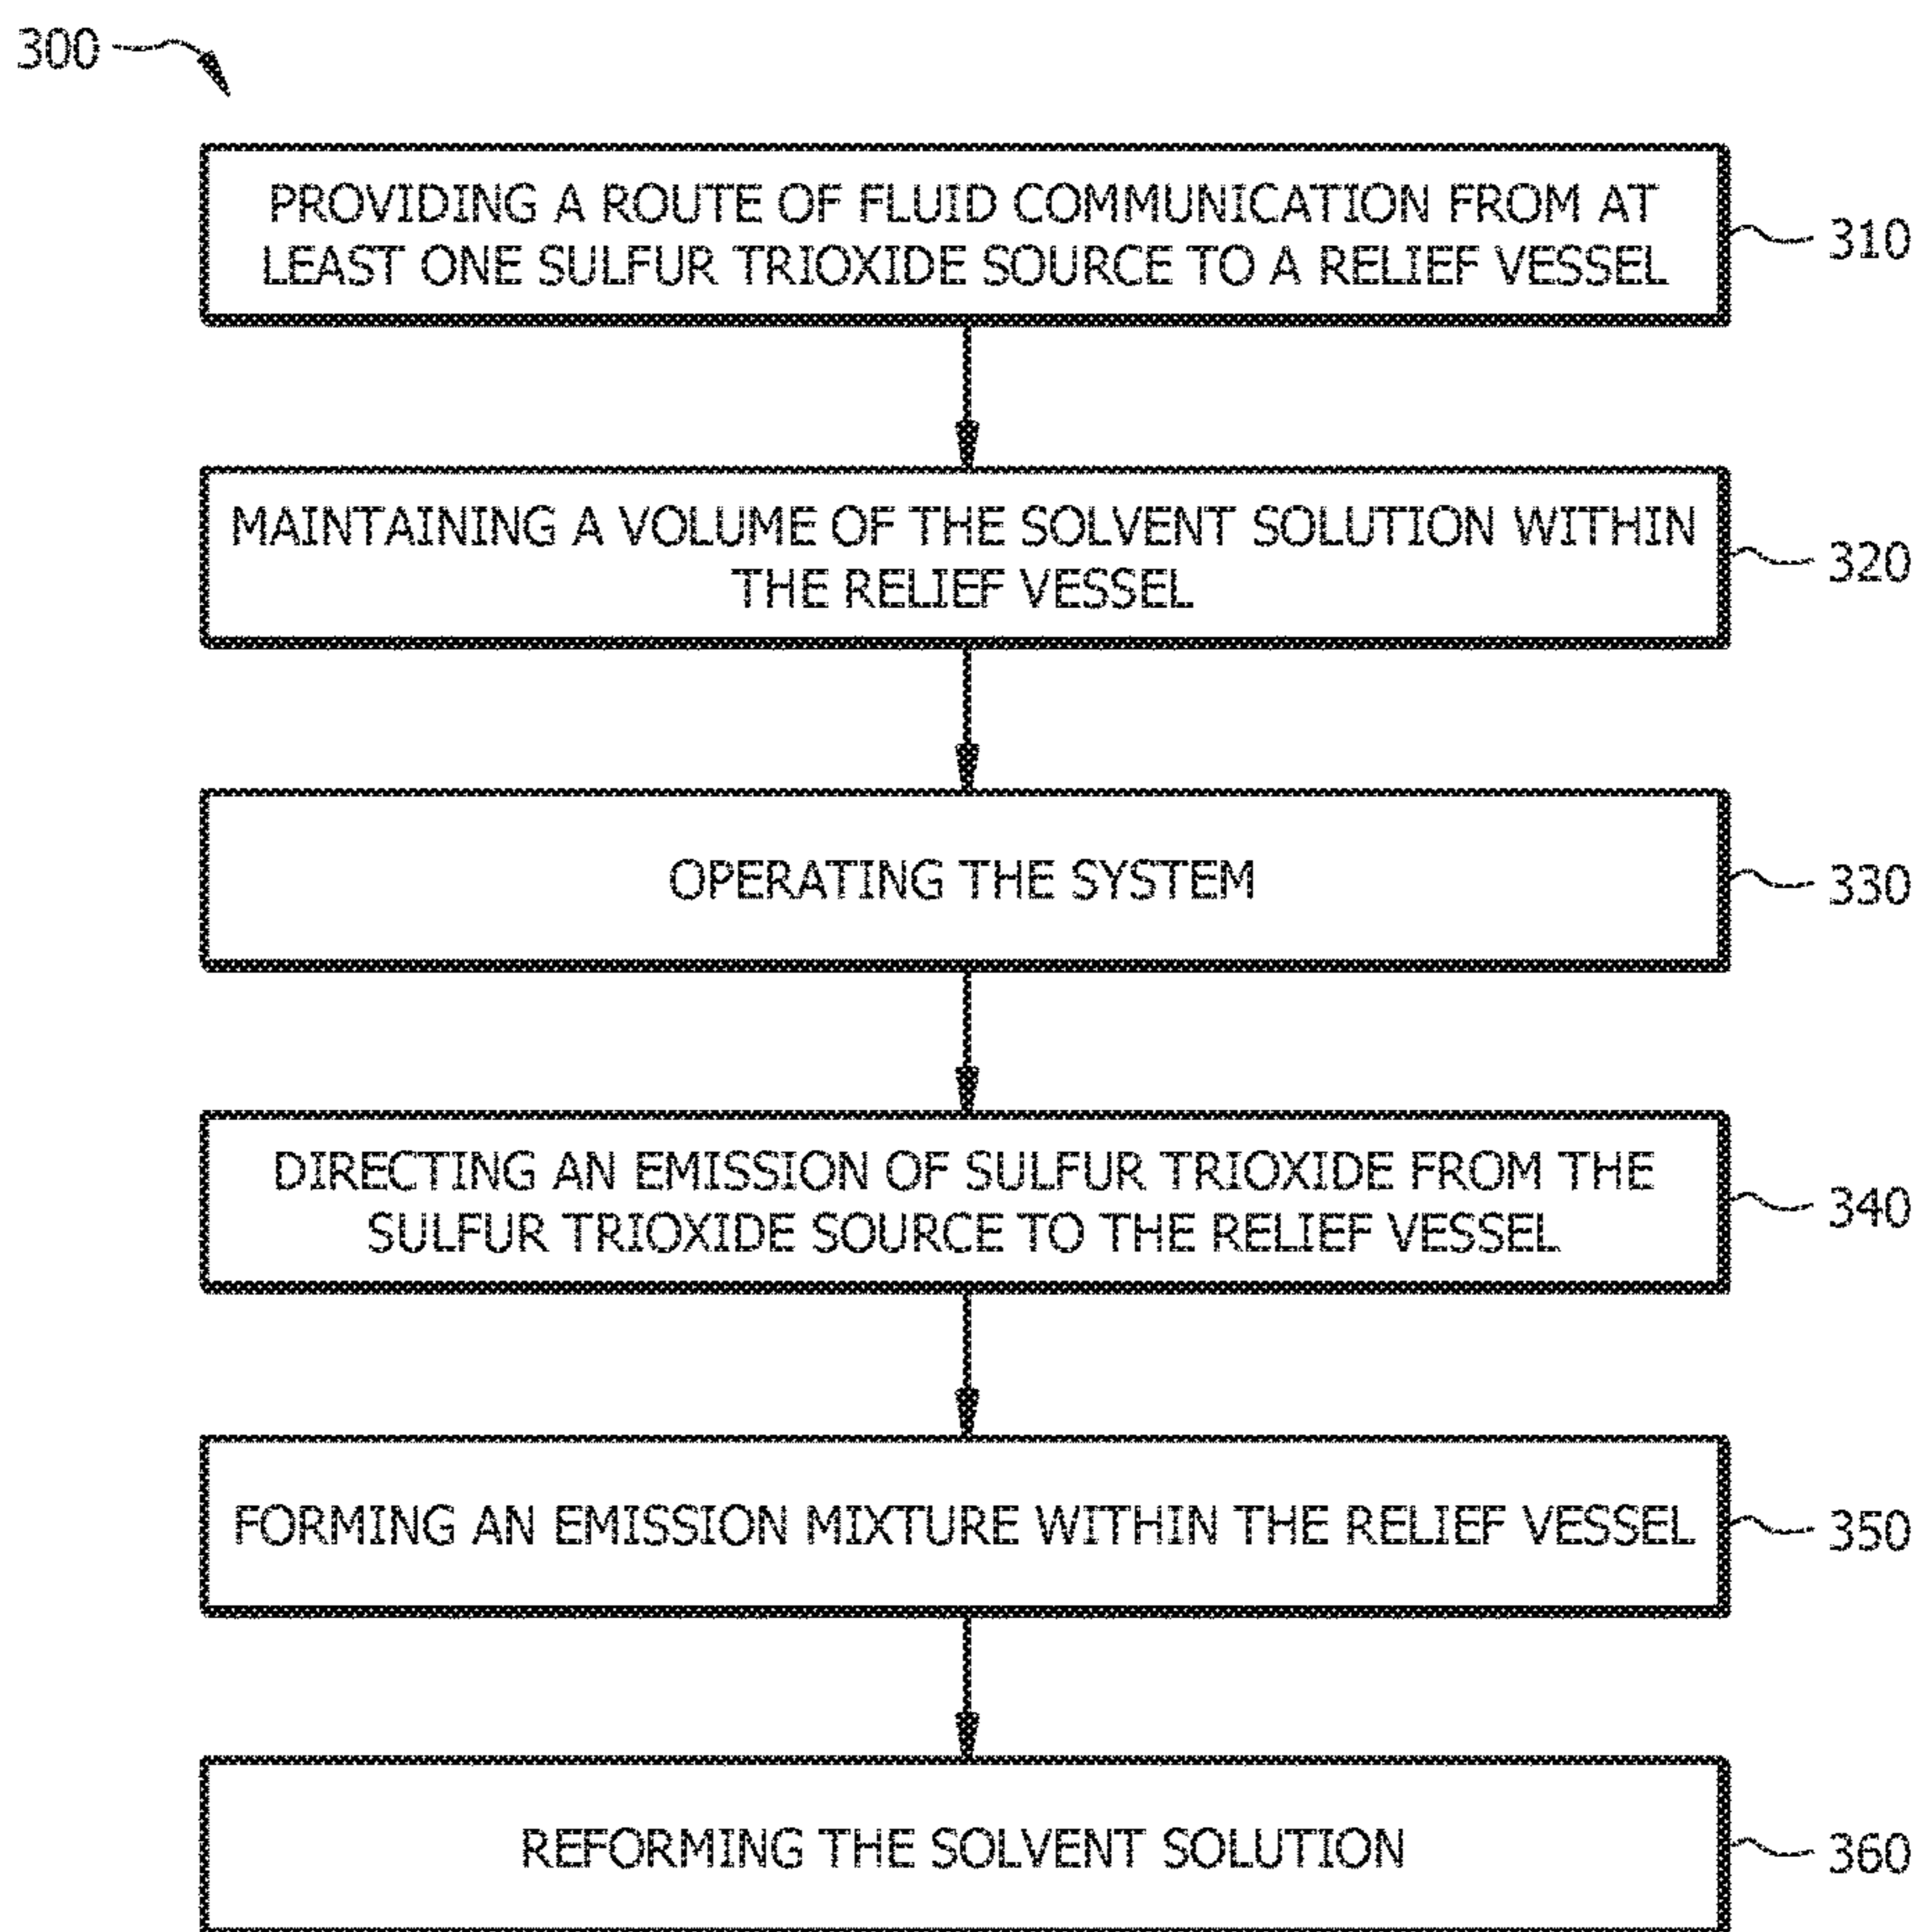 300
PROVIDING A ROUTE OF FLUID COMMUNICATION FROM AT
LEAST ONE SULFUR TRIOXIDE SOURCE TO A RELIEF VESSEL
310
MAINTAINING A VOLUME OF THE SOLVENT SOLUTION WITHIN
THE RELIEF VESSEL
320
OPERATING THE SYSTEM
330
DIRECTING AN EMISSION OF SULFUR TRIOXIDE FROM THE
SULFUR TRIOXIDE SOURCE TO THE RELIEF VESSEL
340
FORMING AN EMISSION MIXTURE WITHIN THE RELIEF VESSEL
350
REFORMING THE SOLVENT SOLUTION
360